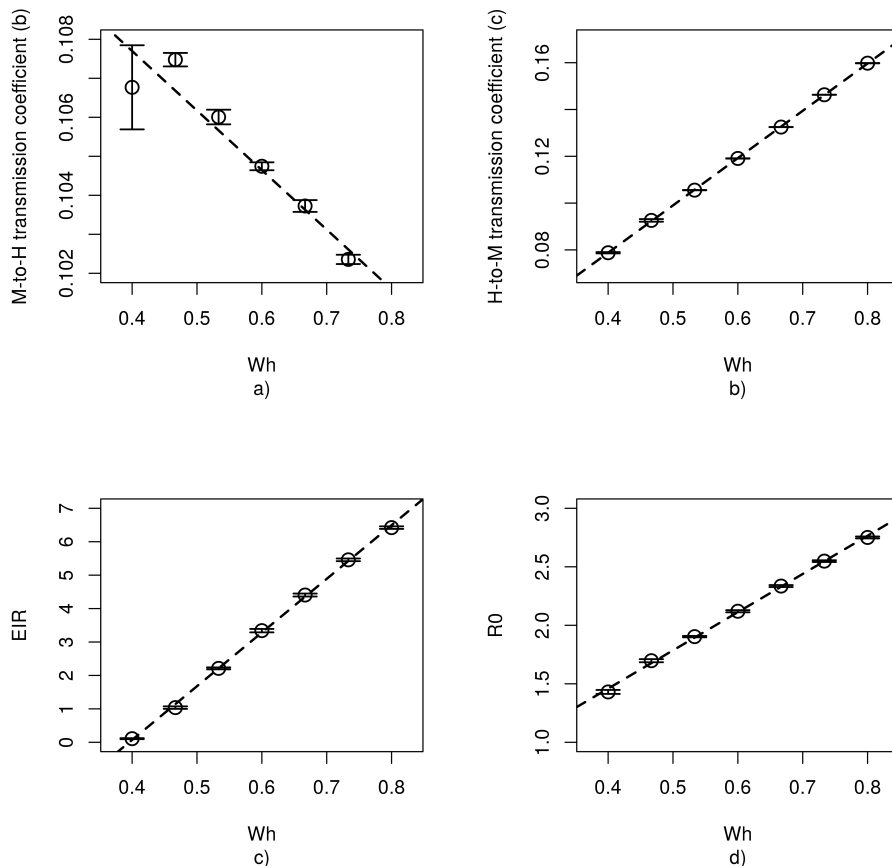 M-to-H transmission coefficient (b)
0.102 0.104 0.106 0.108
0.4 0.5 0.6 0.7 0.8
Wh
a)
H-to-M transmission coefficient (c)
0.08 0.12 0.16
0.4 0.5 0.6 0.7 0.8
Wh
b)
EIR
0 1 2 3 4 5 6 7
0.4 0.5 0.6 0.7 0.8
Wh
c)
R0
1.0 1.5 2.0 2.5 3.0
0.4 0.5 0.6 0.7 0.8
Wh
d)